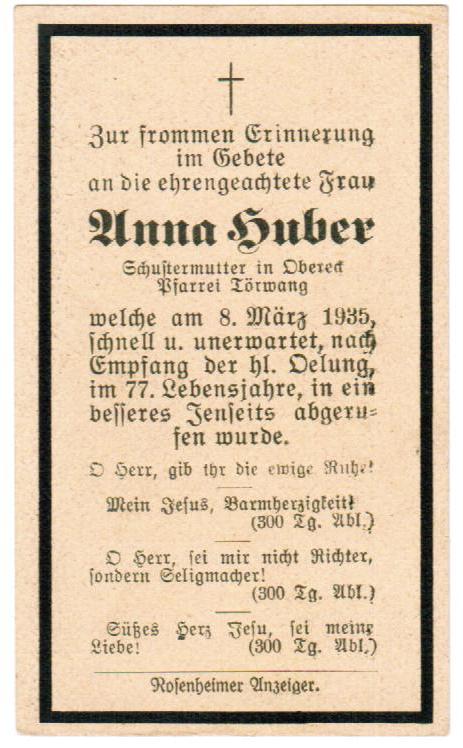 Zur frommen Erinnerung
im Gebete
an die ehrengeachtete Frau
Anna Huber
Schustermutter in Obereck
Pfarrei Törwang
welche am 8. März 1935,
schnell u. unerwartet, nach
Empfang der hl. Oelung,
im 77. Lebensjahre, in ein
besseres Jenseits abgeru-
fen wurde.
O Herr, gib ihr die ewige Ruhe!
Mein Jesus, Barmherzigkeit!
(300 Tg. Abl.)
O Herr, sei mir nicht Richter,
sondern Seligmacher!
(300 Tg. Abl.)
Süßes Herz Jesu, sei meine
Liebe! (300 Tg. Abl.)
Rosenheimer Anzeiger.